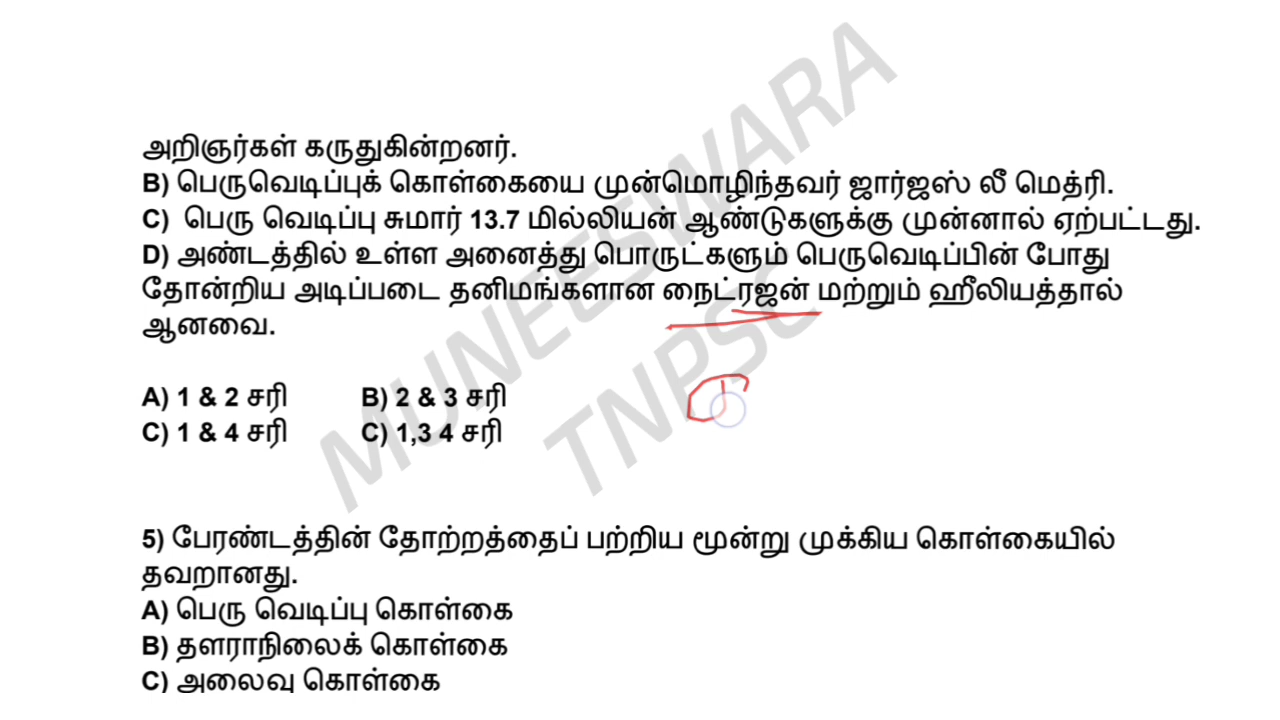 அறிஞர்கள் கருதுகின்றனர்.
B) பெருவெடிப்புக் கொள்கையை முன்மொழிந்தவர் ஜார்ஜஸ் லீ மெத்ரி.
C) பெரு வெடிப்பு சுமார் 13.7 மில்லியன் ஆண்டுகளுக்கு முன்னால் ஏற்பட்டது.
D) அண்டத்தில் உள்ள அனைத்து பொருட்களும் பெருவெடிப்பின் போது
தோன்றிய அடிப்படை தனிமங்களான நைட்ரஜன் மற்றும் ஹீலியத்தால்
ஆனவை.
A) 1 & 2 சரி B) 2 & 3 சரி
C) 1 & 4 சரி C) 1,3 4 சரி
5) பேரண்டத்தின் தோற்றத்தைப் பற்றிய மூன்று முக்கிய கொள்கையில்
தவறானது.
A) பெரு வெடிப்பு கொள்கை
B) தளராநிலைக் கொள்கை
C) அலைவு கொள்கை
MUNEESWARA
TNPSC